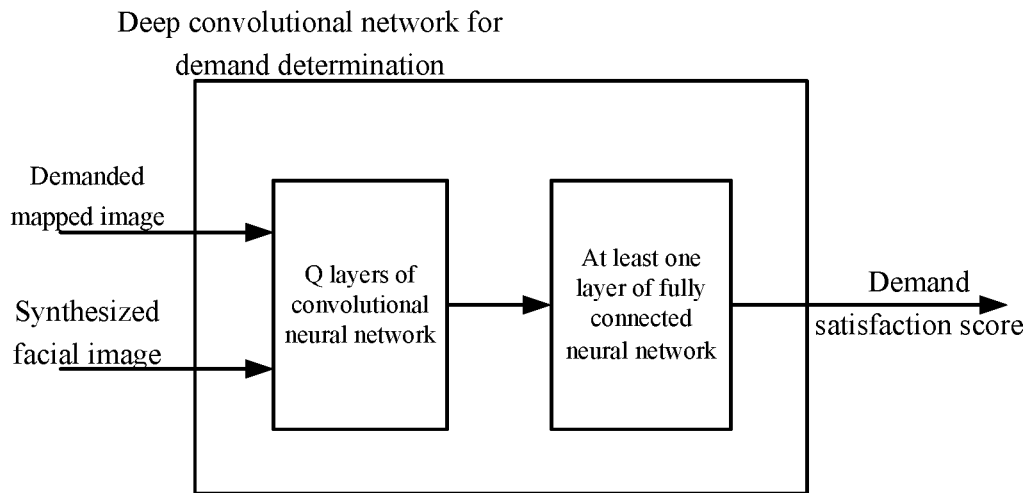 Deep convolutional network for
demand determination
Demanded
mapped image
Synthesized
facial image
Q layers of
convolutional
neural network
At least one
layer of fully
connected
neural network
Demand
satisfaction score